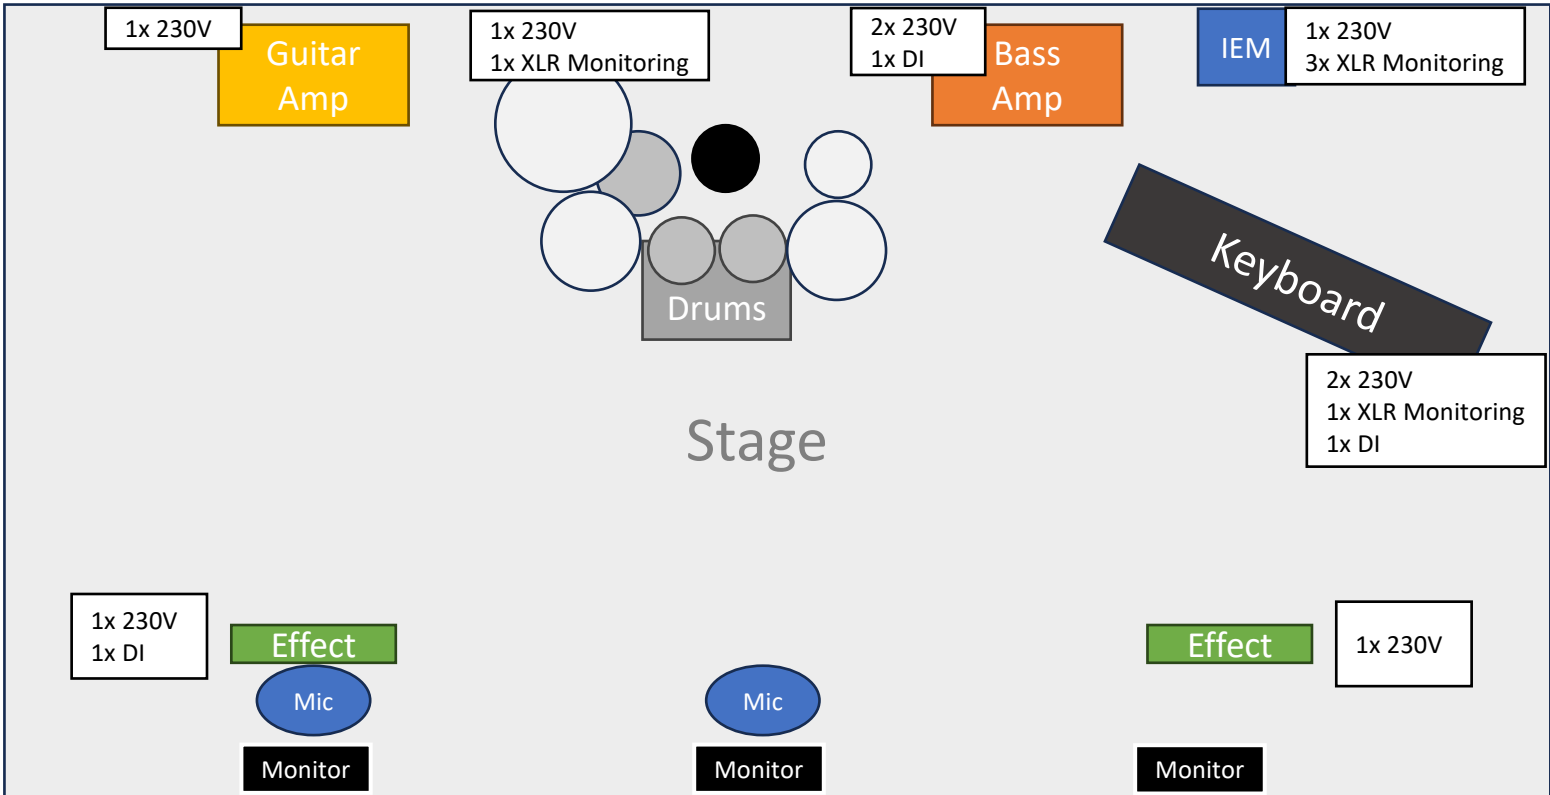 1x 230V
Guitar
Amp
1x 230V
1x XLR Monitoring
2x 230V
1x DI
Bass
Amp
IEM
1x 230V
3x XLR Monitoring
Keyboard
Drums
2x 230V
1x XLR Monitoring
1x DI
Stage
1x 230V
1x DI
Effect
Effect
1x 230V
Mic
Mic
Monitor
Monitor
Monitor